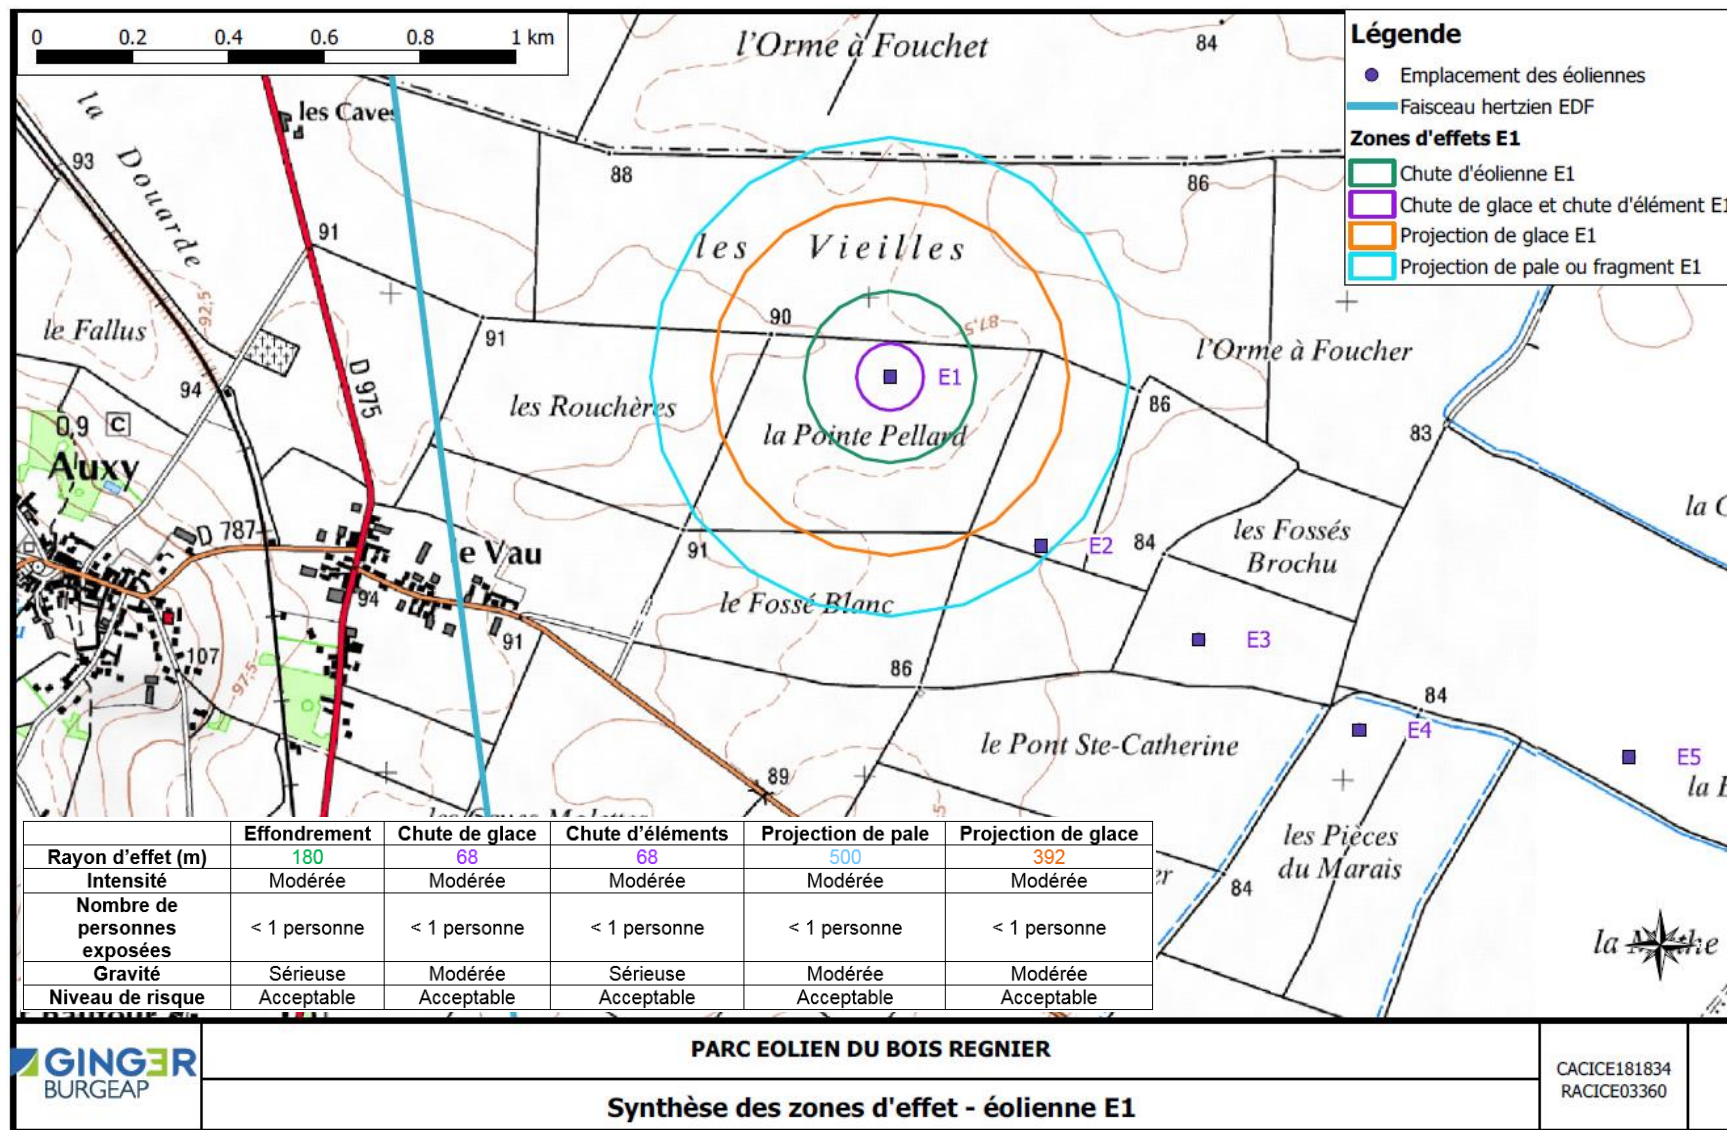 0 0.2 0.4 0.6 0.8 1 km
l'Orme à Fouchet
84
Légende
Emplacement des éoliennes
Faisceau hertzien EDF
Zones d'effets E1
Chute d'éolienne E1
Chute de glace et chute d'élément E1
Projection de glace E1
Projection de pale ou fragment E1
la Douarde
les Caves
93
88
86
91
les Vieilles
92,5
le Fallus
91
90
87,5
l'Orme à Foucher
D 975
94
E1
86
les Rouchères
la Pointe Pellard
0,9 C
Auxy
83
D 787
le Vau
91
E2
84
les Fossés
Brochu
94
le Fossé Blanc
91
E3
107
97,5
86
84
le Pont Ste-Catherine
E4
E5
89
les Pièces
du Marais
84
Effondrement Chute de glace Chute d'éléments Projection de pale Projection de glace
Rayon d'effet (m) 180 68 68 500 392
Intensité Modérée Modérée Modérée Modérée Modérée
Nombre de
personnes
exposées < 1 personne < 1 personne < 1 personne < 1 personne < 1 personne
Gravité Sérieuse Modérée Sérieuse Modérée Modérée
Niveau de risque Acceptable Acceptable Acceptable Acceptable Acceptable
GINGER
BURGEAP
PARC EOLIEN DU BOIS REGNIER
Synthèse des zones d'effet - éolienne E1
CACICE181834
RACICE03360